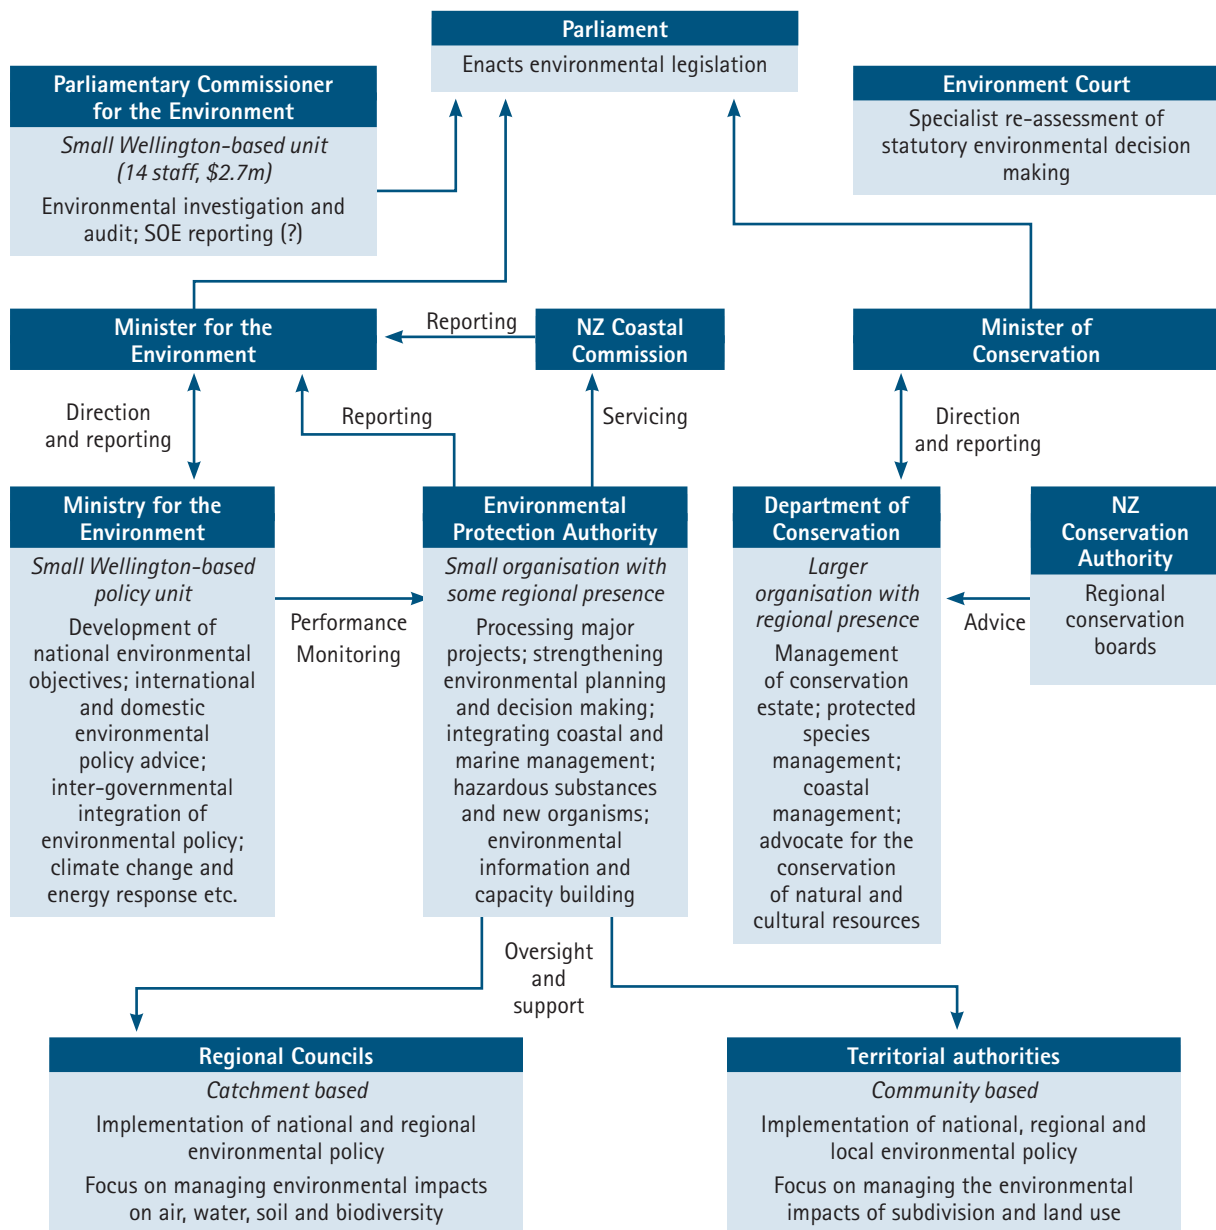 Parliament
Enacts environmental legislation
Parliamentary Commissioner
for the Environment
Small Wellington-based unit
(14 staff, $2.7m)
Environmental investigation and
audit; SOE reporting (?)
Environment Court
Specialist re-assessment of
statutory environmental decision
making
Minister for the
Environment
Reporting
NZ Coastal
Commission
Minister of
Conservation
Direction
and reporting
Reporting
Servicing
Direction
and reporting
Ministry for the
Environment
Small Wellington-based
policy unit
Development of
national environmental
objectives; international
and domestic
environmental
policy advice;
inter-governmental
integration of
environmental policy;
climate change and
energy response etc.
Performance
Monitoring
Environmental
Protection Authority
Small organisation with
some regional presence
Processing major
projects; strengthening
environmental planning
and decision making;
integrating coastal and
marine management;
hazardous substances
and new organisms;
environmental
information and
capacity building
Department of
Conservation
Larger
organisation with
regional presence
Management
of conservation
estate; protected
species
management;
coastal
management;
advocate for the
conservation
of natural and
cultural resources
Advice
NZ
Conservation
Authority
Regional
conservation
boards
Oversight
and
support
Regional Councils
Catchment based
Implementation of national and regional
environmental policy
Focus on managing environmental impacts
on air, water, soil and biodiversity
Territorial authorities
Community based
Implementation of national, regional and
local environmental policy
Focus on managing the environmental
impacts of subdivision and land use